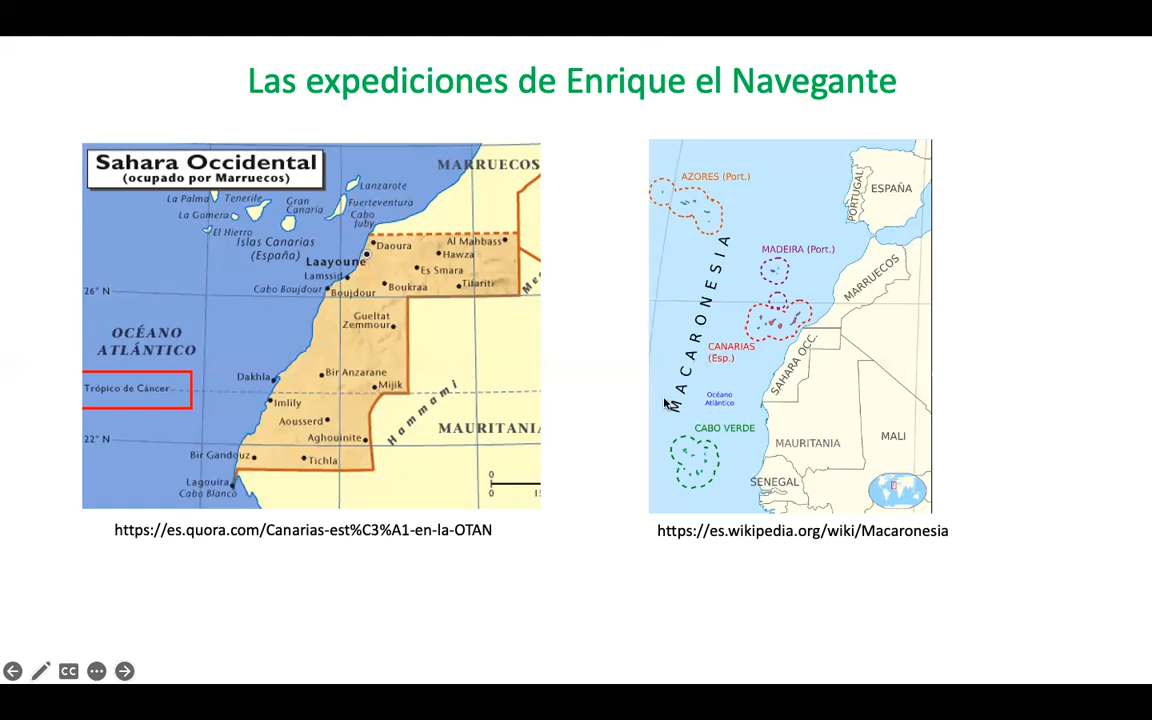 Las expediciones de Enrique el Navegante
Sahara Occidental
(ocupado por Marruecos)
MARRUECOS
Lanzarote
La Palma
Tenerife
Gran
Canaria
Fuerteventura
La Gomera
Cabo
Juby
El Hierro
Islas Canarias
(España)
Daoura
Al Mahbass
Hawza
Laayoune
Es Smara
Lamssid
Tifariti
Cabo Boujdour
Boujdour
Boukraa
26° N
Gueltat
Zemmour
OCÉANO
ATLÁNTICO
Bir Anzarane
Dakhla
Mijik
Trópico de Cáncer
Imlily
Hammami
Aousserd
MAURITANIA
22° N
Aghouinite
Bir Gandouz
Tichla
Lagouira
Cabo Blanco
0
0
https://es.quora.com/Canarias-est%C3%A1-en-la-OTAN
AZORES (Port.)
PORTUGAL
ESPAÑA
MADEIRA (Port.)
MACARONESIA
MARRUECOS
CANARIAS
(Esp.)
SAHARA OCC.
Océano
Atlántico
CABO VERDE
MAURITANIA
MALI
SENEGAL
https://es.wikipedia.org/wiki/Macaronesia
CC